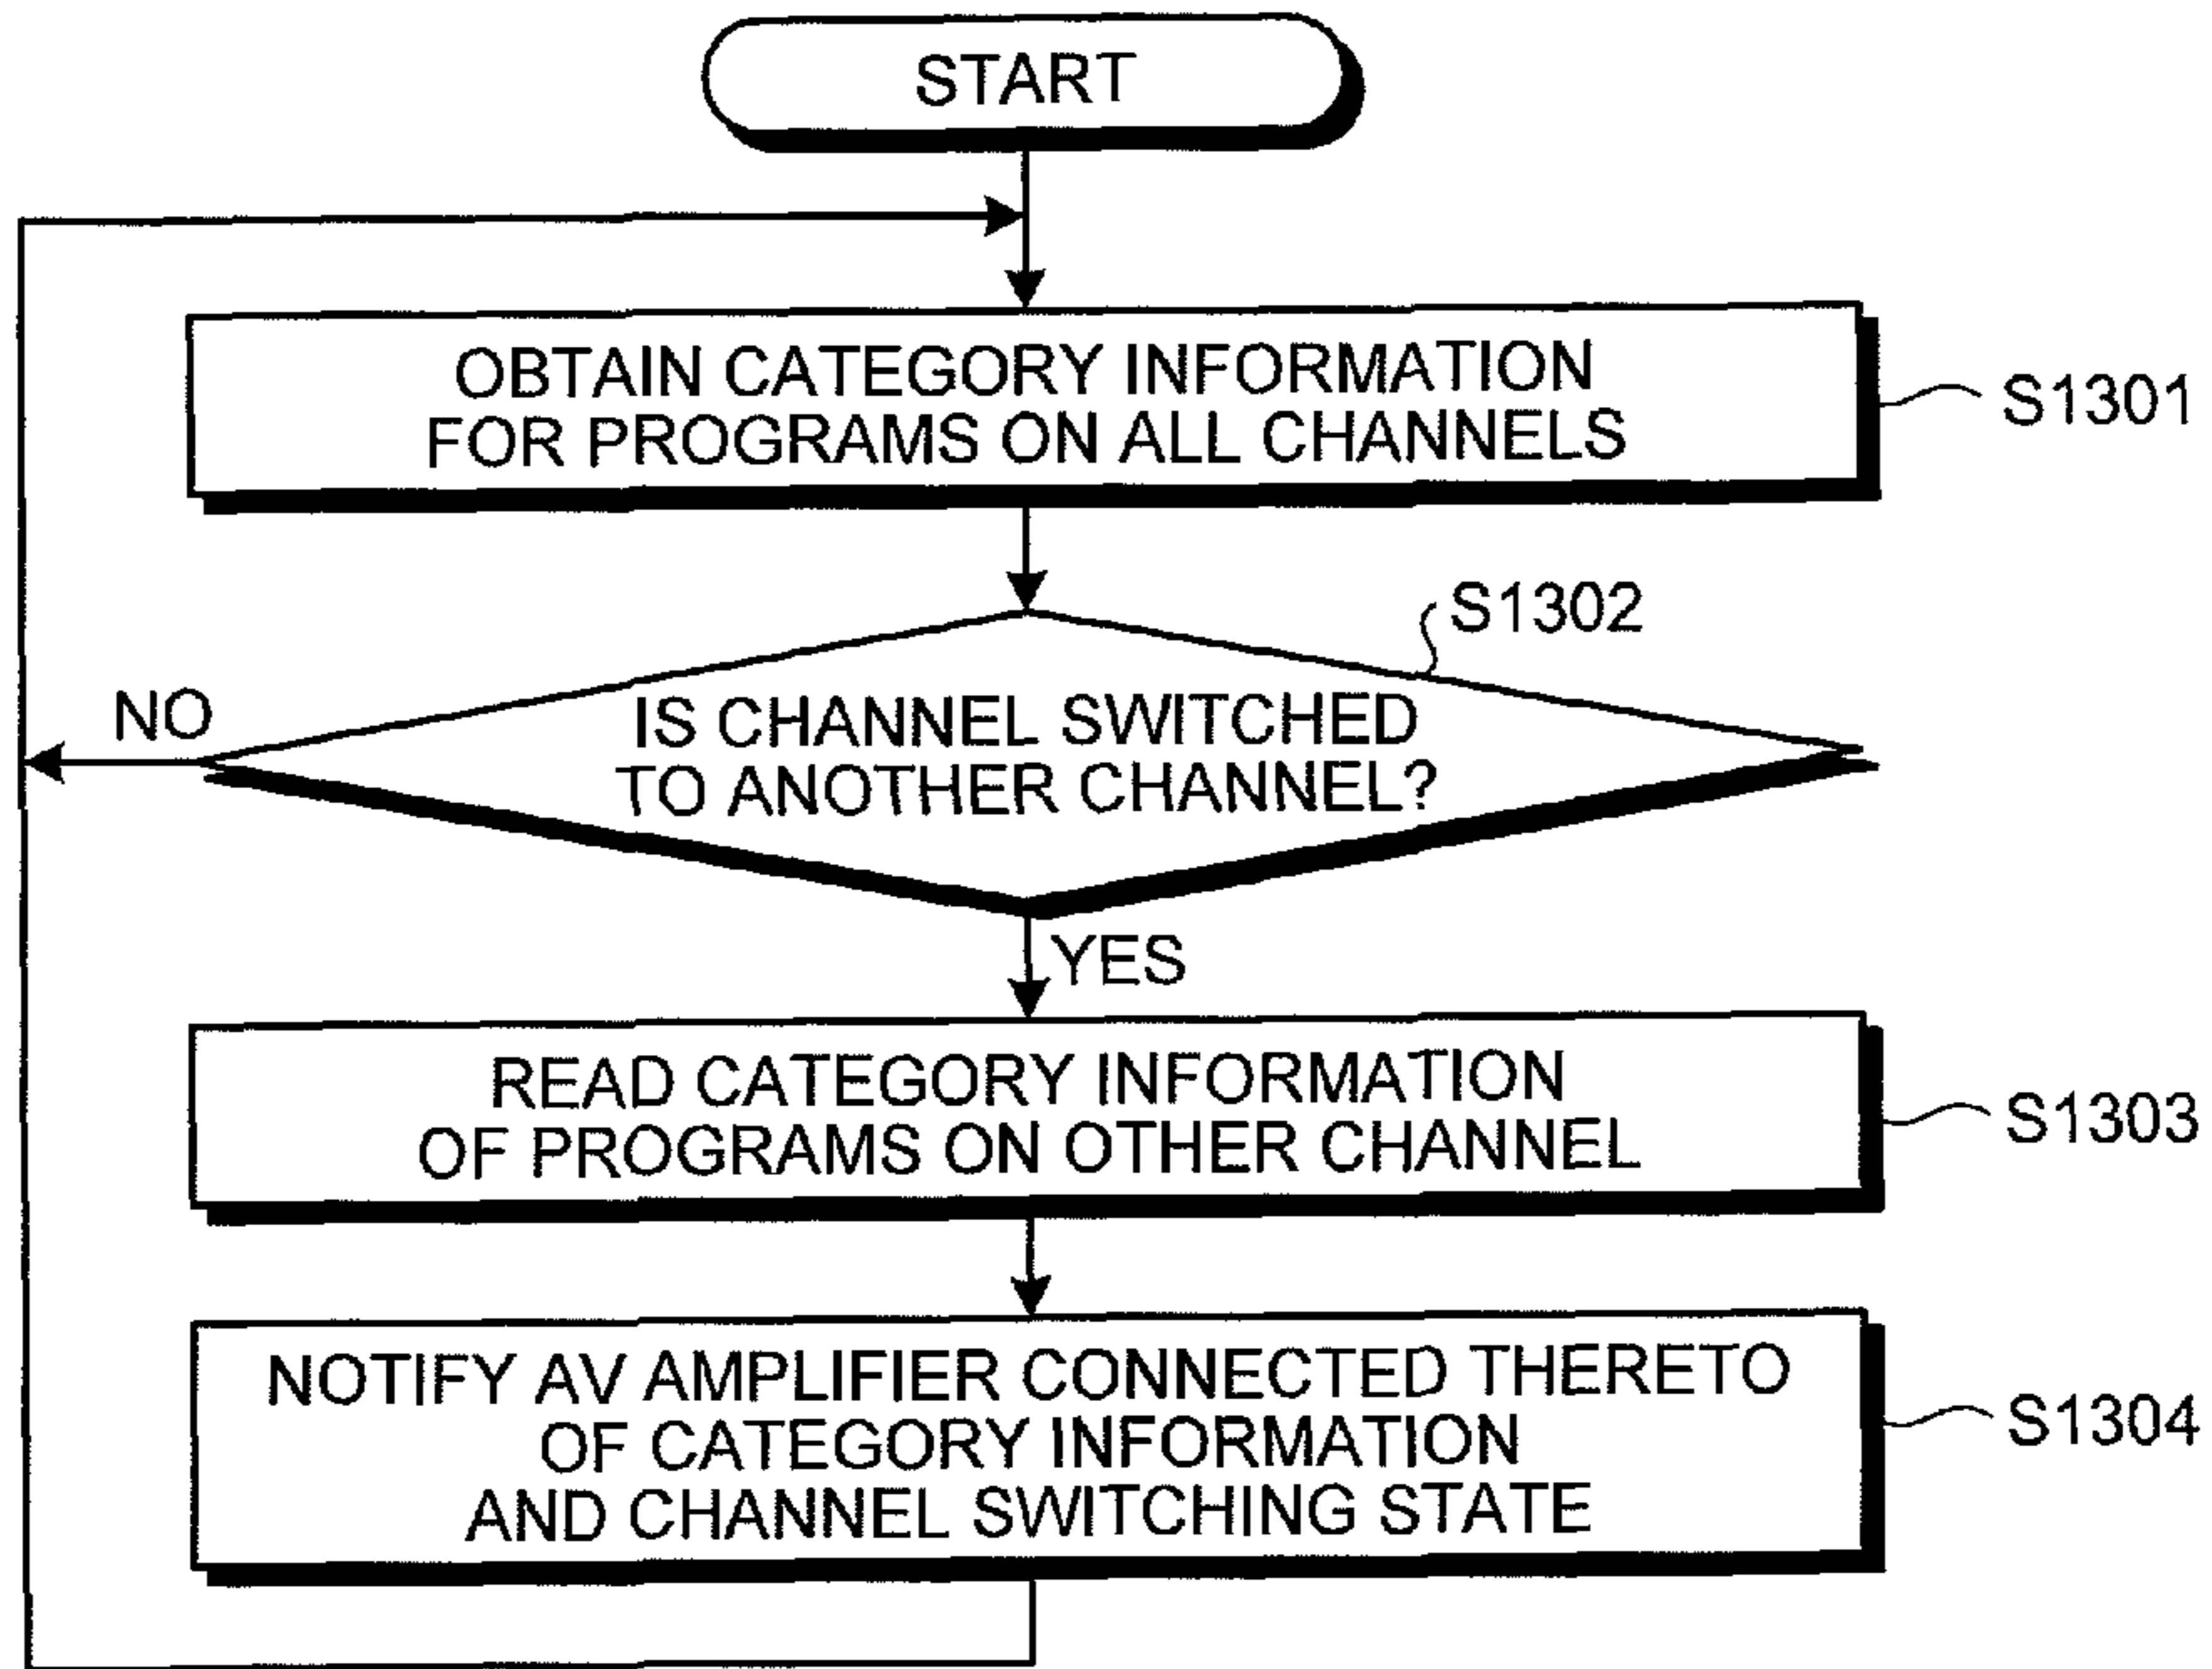 START
OBTAIN CATEGORY INFORMATION
FOR PROGRAMS ON ALL CHANNELS
S1301
S1302
IS CHANNEL SWITCHED
TO ANOTHER CHANNEL?
NO
YES
READ CATEGORY INFORMATION
OF PROGRAMS ON OTHER CHANNEL
S1303
NOTIFY AV AMPLIFIER CONNECTED THERETO
OF CATEGORY INFORMATION
AND CHANNEL SWITCHING STATE
S1304